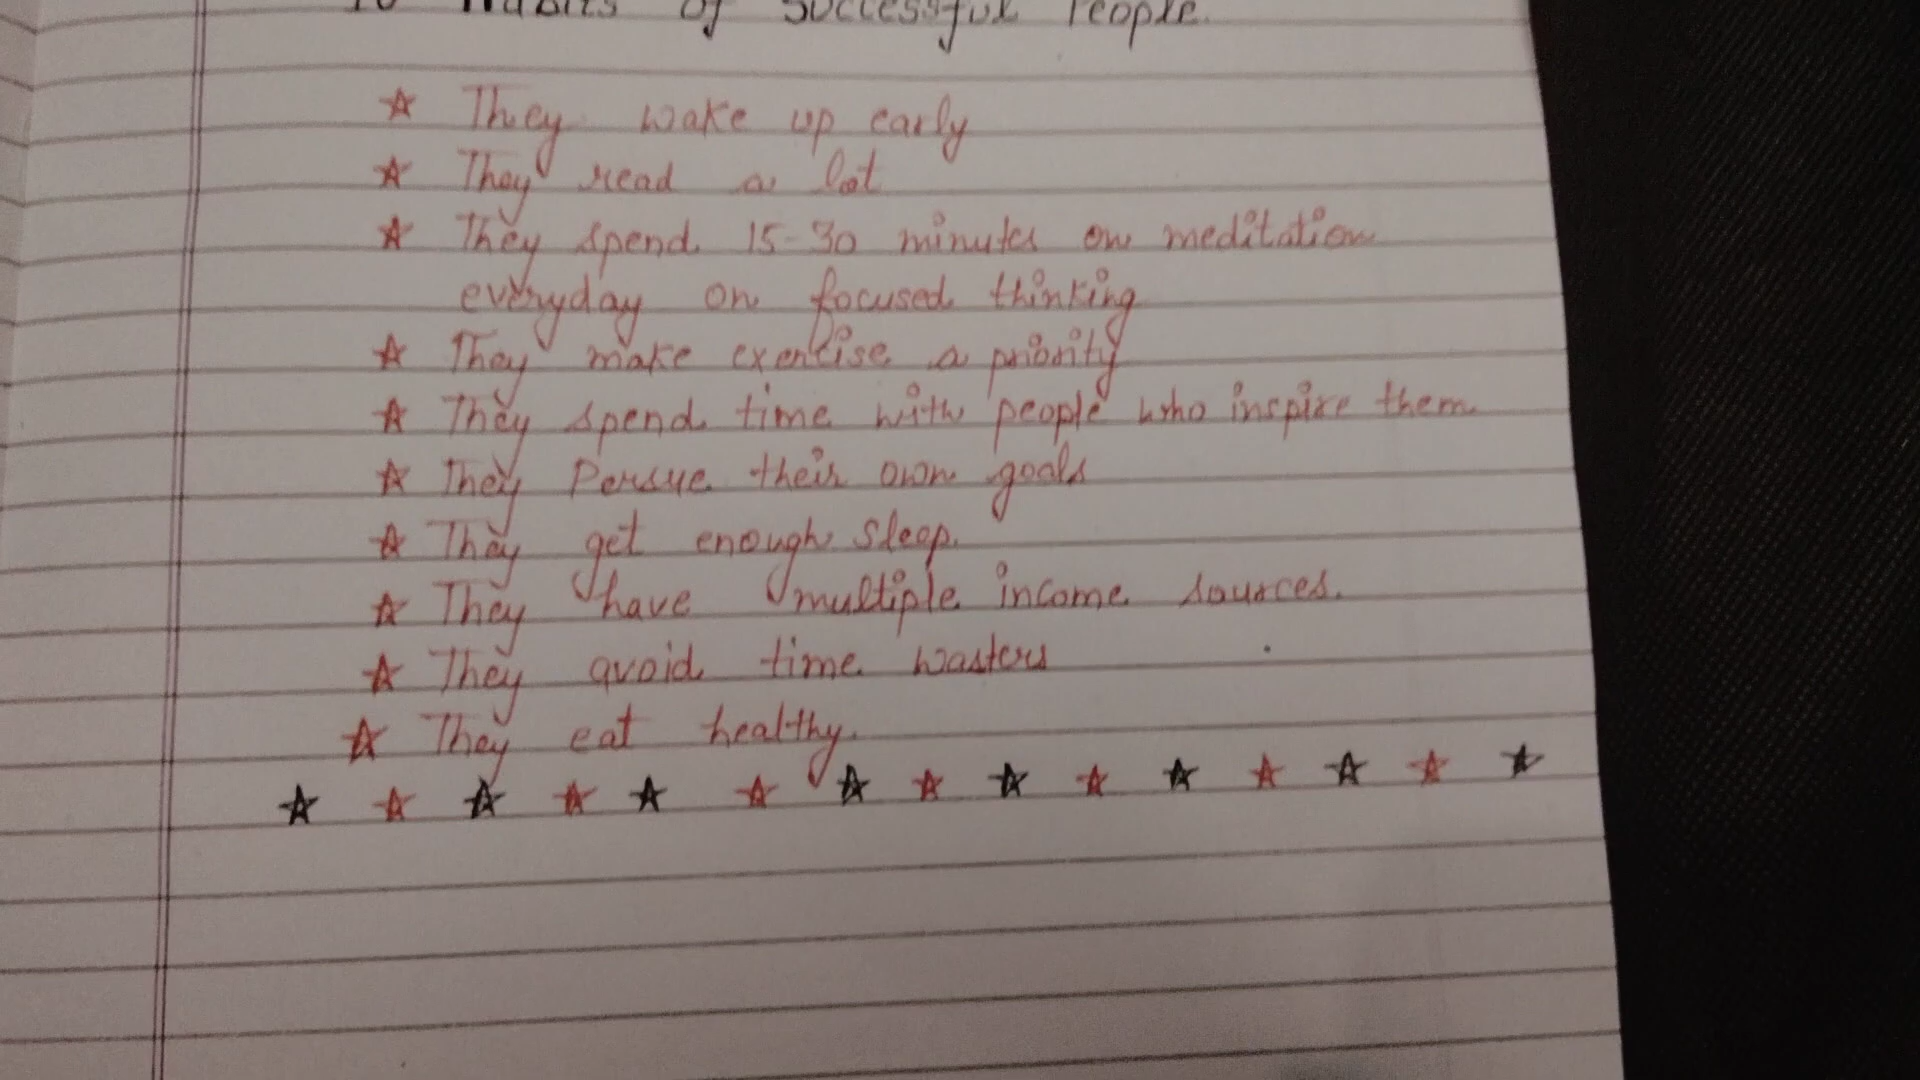 10 Habits of Successful People.
☆ They wake up early
☆ They read a lot
☆ They spend 15-30 minutes on meditation
everyday on focused thinking
☆ They make exercise a priority
☆ They spend time with people who inspire them
☆ They Persue their own goals
☆ They get enough sleep.
☆ They have multiple income sources.
☆ They avoid time wasters
☆ They eat healthy.
☆ ☆ ☆ ☆ ☆ ☆ ☆ ☆ ☆ ☆ ☆ ☆ ☆ ☆ ☆